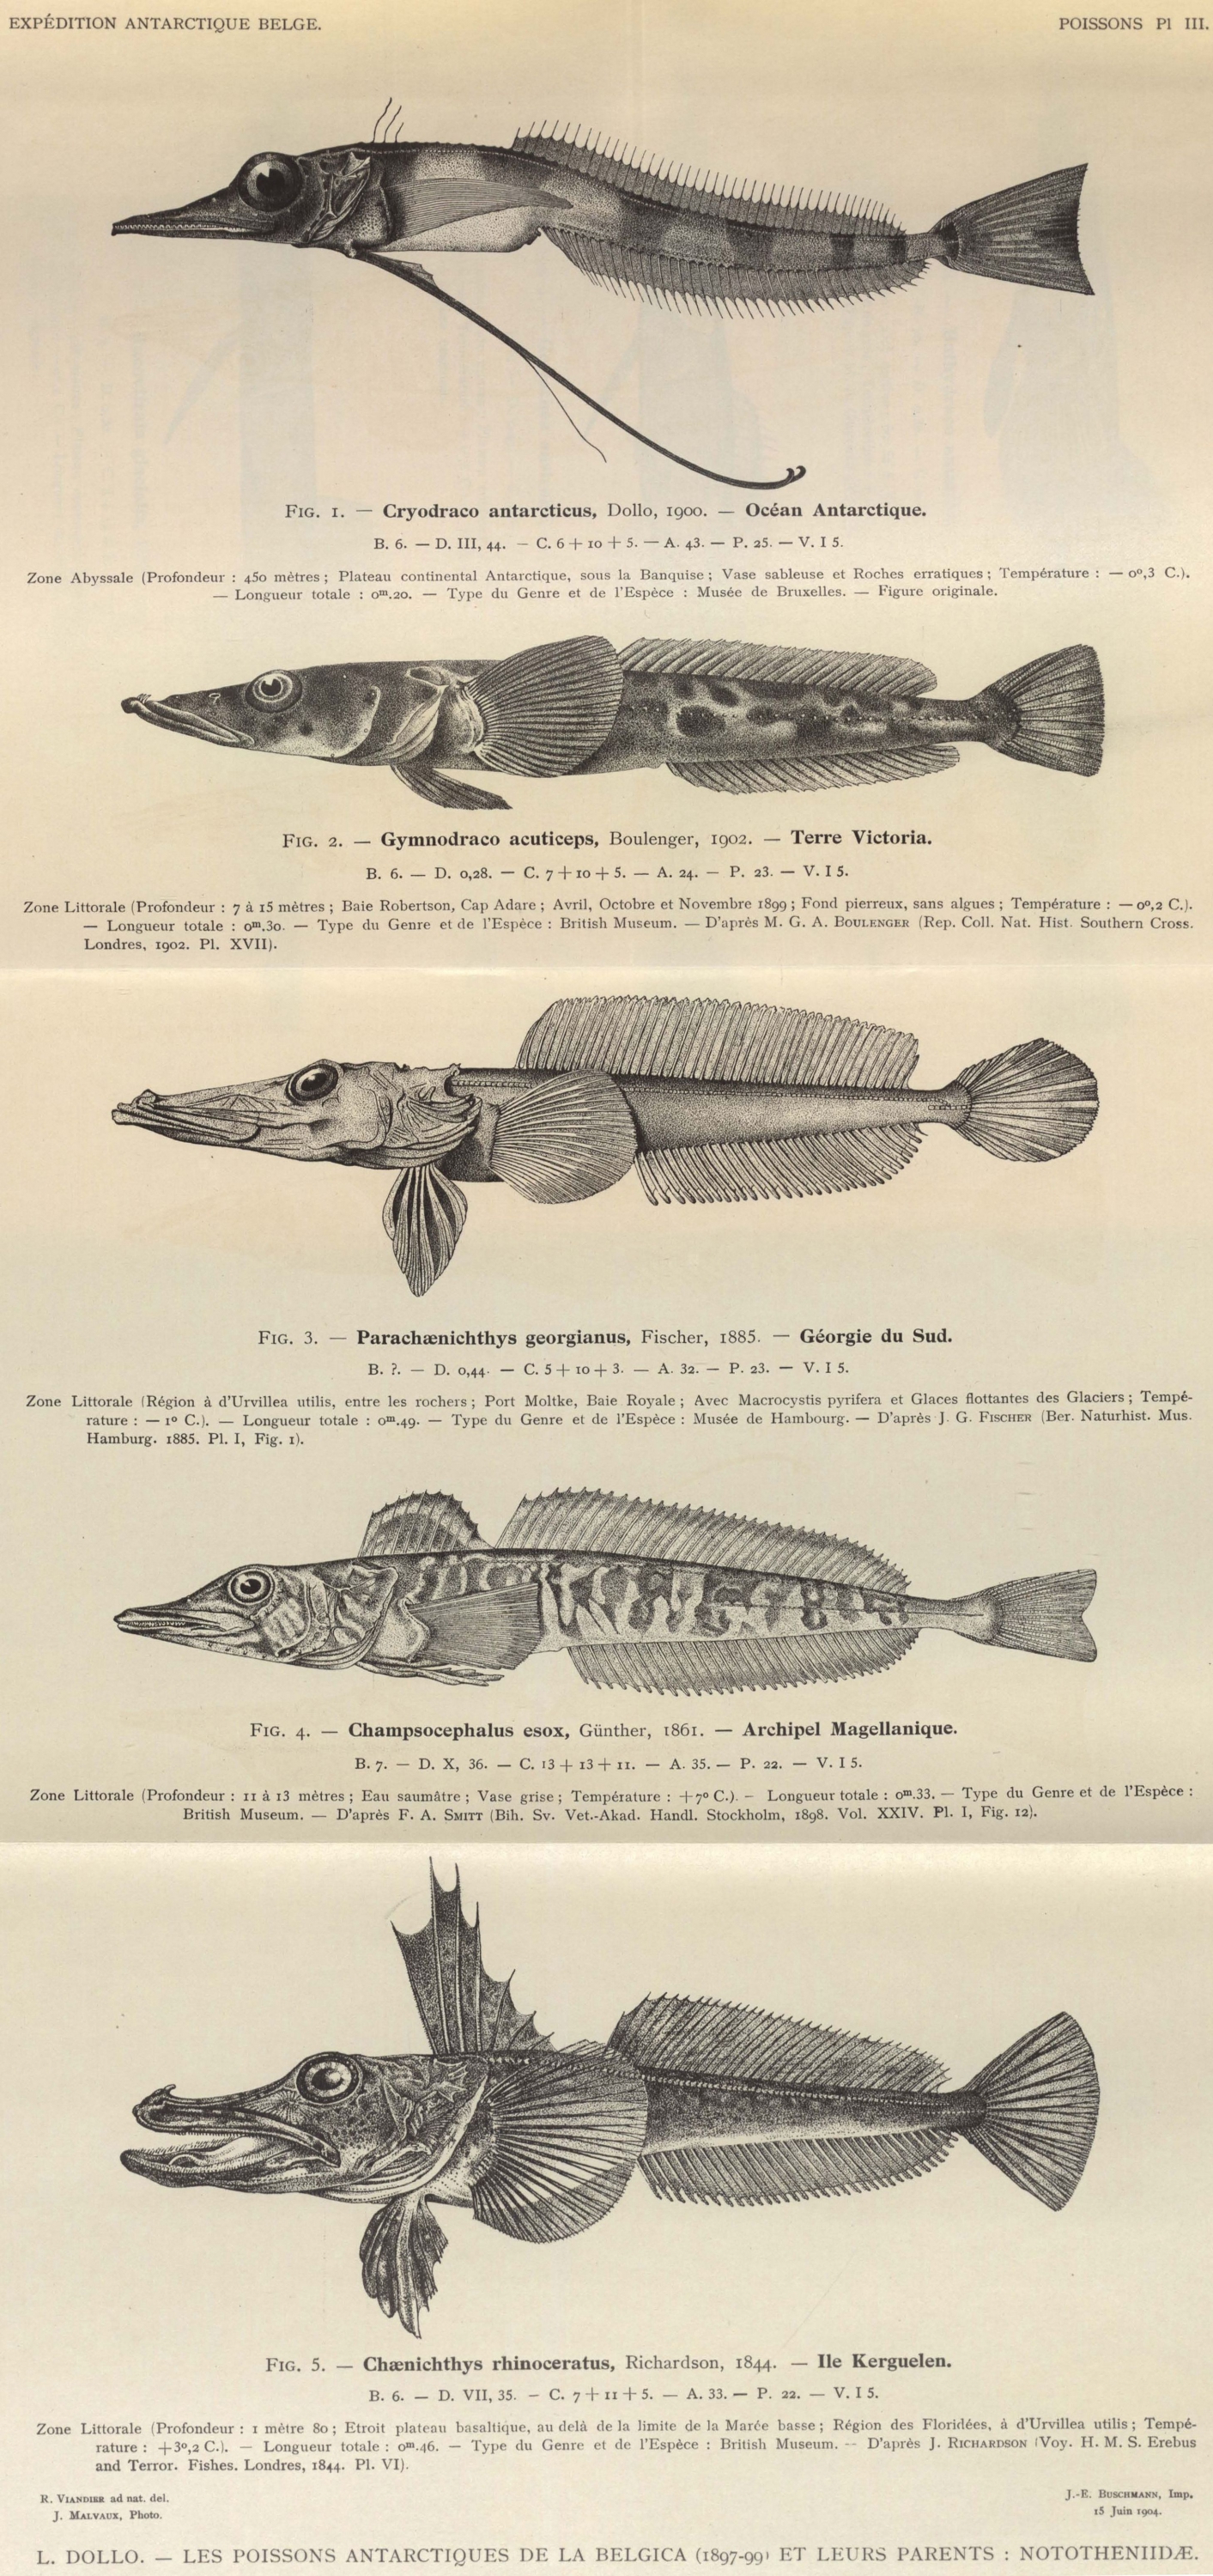 EXPÉDITION ANTARCTIQUE BELGE.
POISSONS Pl III.
FIG. 1. — Cryodraco antarcticus, Dollo, 1900. — Océan Antarctique.
B. 6. — D. III, 44. — C. 6 + 10 + 5. — A. 43. — P. 25. — V. I 5.
Zone Abyssale (Profondeur : 450 mètres ; Plateau continental Antarctique, sous la Banquise ; Vase sableuse et Roches erratiques ; Température : — 0°,3 C.).
— Longueur totale : 0m.20. — Type du Genre et de l'Espèce : Musée de Bruxelles. — Figure originale.
FIG. 2. — Gymnodraco acuticeps, Boulenger, 1902. — Terre Victoria.
B. 6. — D. 0,28. — C. 7 + 10 + 5. — A. 24. — P. 23. — V. I 5.
Zone Littorale (Profondeur : 7 à 15 mètres ; Baie Robertson, Cap Adare ; Avril, Octobre et Novembre 1899 ; Fond pierreux, sans algues ; Température : — 0°,2 C.).
— Longueur totale : 0m.30. — Type du Genre et de l'Espèce : British Museum. — D'après M. G. A. BOULENGER (Rep. Coll. Nat. Hist. Southern Cross.
Londres, 1902. Pl. XVII).
FIG. 3. — Parachænichthys georgianus, Fischer, 1885. — Géorgie du Sud.
B. ?. — D. 0,44. — C. 5 + 10 + 3. — A. 32. — P. 23. — V. I 5.
Zone Littorale (Région à d'Urvillea utilis, entre les rochers ; Port Moltke, Baie Royale ; Avec Macrocystis pyrifera et Glaces flottantes des Glaciers ; Tempé-
rature : — 1° C.). — Longueur totale : 0m.49. — Type du Genre et de l'Espèce : Musée de Hambourg. — D'après J. G. FISCHER (Ber. Naturhist. Mus.
Hamburg. 1885. Pl. I, Fig. 1).
FIG. 4. — Champsocephalus esox, Günther, 1861. — Archipel Magellanique.
B. 7. — D. X, 36. — C. 13 + 13 + 11. — A. 35. — P. 22. — V. I 5.
Zone Littorale (Profondeur : 11 à 13 mètres ; Eau saumâtre ; Vase grise ; Température : +7° C.). — Longueur totale : 0m.33. — Type du Genre et de l'Espèce :
British Museum. — D'après F. A. SMITT (Bih. Sv. Vet.-Akad. Handl. Stockholm, 1898. Vol. XXIV. Pl. I, Fig. 12).
FIG. 5. — Chænichthys rhinoceratus, Richardson, 1844. — Ile Kerguelen.
B. 6. — D. VII, 35. — C. 7 + 11 + 5. — A. 33. — P. 22. — V. I 5.
Zone Littorale (Profondeur : 1 mètre 80 ; Etroit plateau basaltique, au delà de la limite de la Marée basse ; Région des Floridées, à d'Urvillea utilis ; Tempé-
rature : +3°,2 C.). — Longueur totale : 0m.46. — Type du Genre et de l'Espèce : British Museum. -- D'après J. RICHARDSON (Voy. H. M. S. Erebus
and Terror. Fishes. Londres, 1844. Pl. VI).
R. VIANDIER ad nat. del.
J. MALVAUX, Photo.
J.-E. BUSCHMANN, Imp.
15 Juin 1904.
L. DOLLO. — LES POISSONS ANTARCTIQUES DE LA BELGICA (1897-99) ET LEURS PARENTS : NOTOTHENIIDÆ.